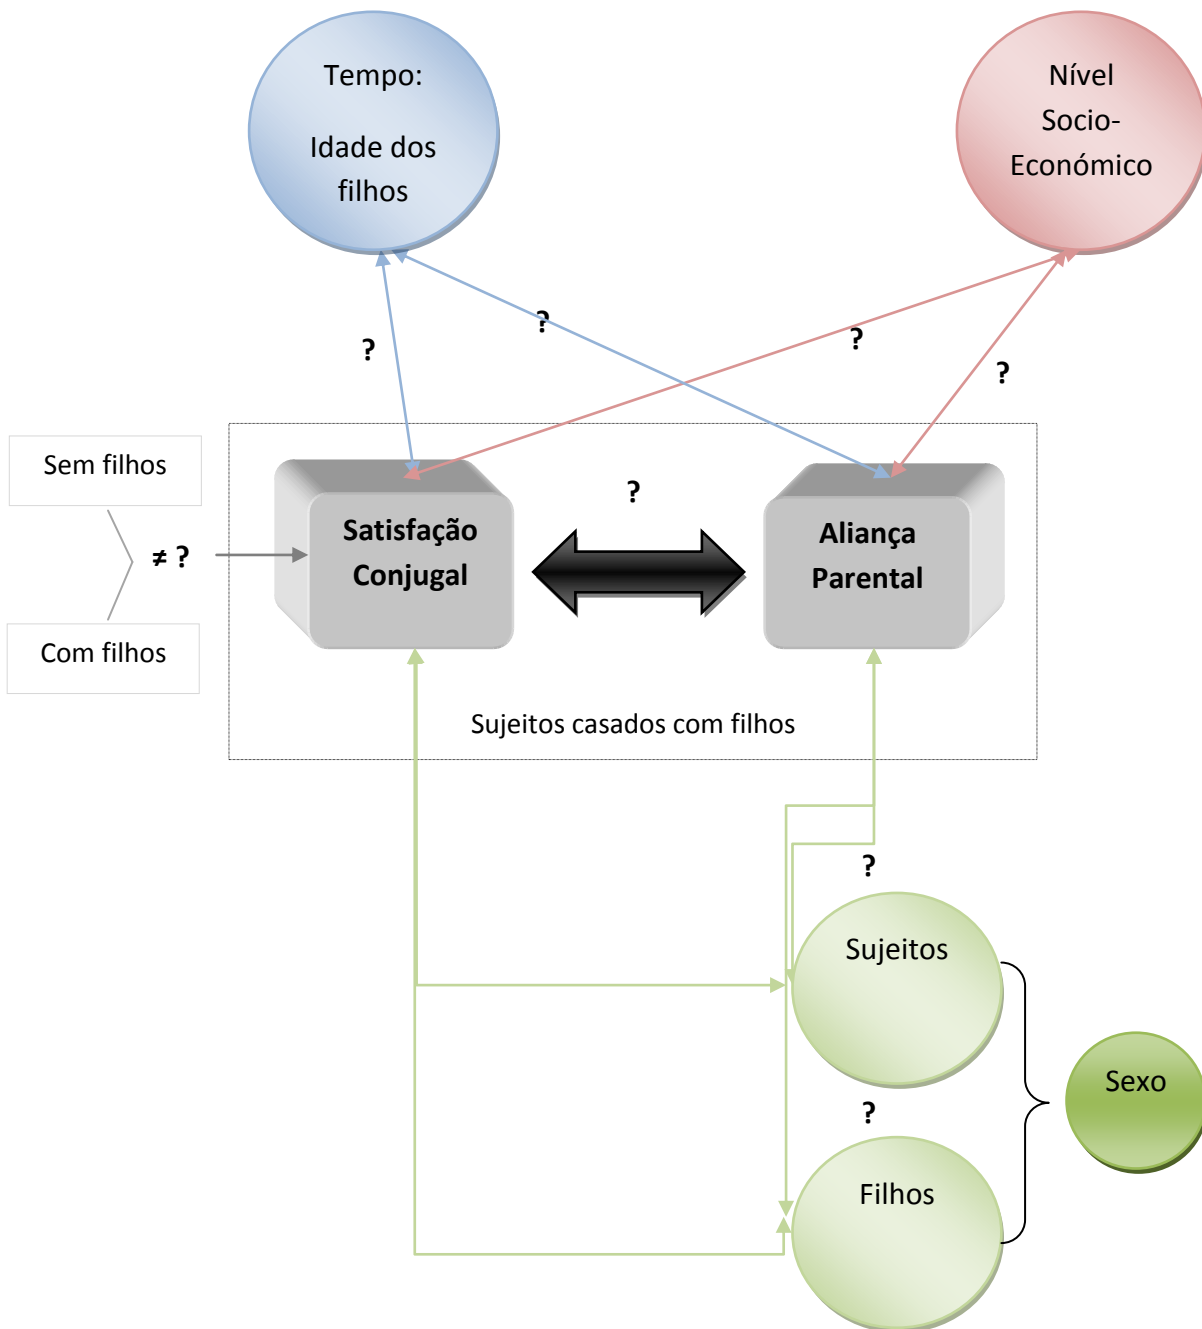 Tempo:
Idade dos
filhos
Nível
Socio-
Económico
?
?
?
?
Sem filhos
≠ ?
Com filhos
Satisfação
Conjugal
?
Aliança
Parental
Sujeitos casados com filhos
?
Sujeitos
?
Filhos
Sexo